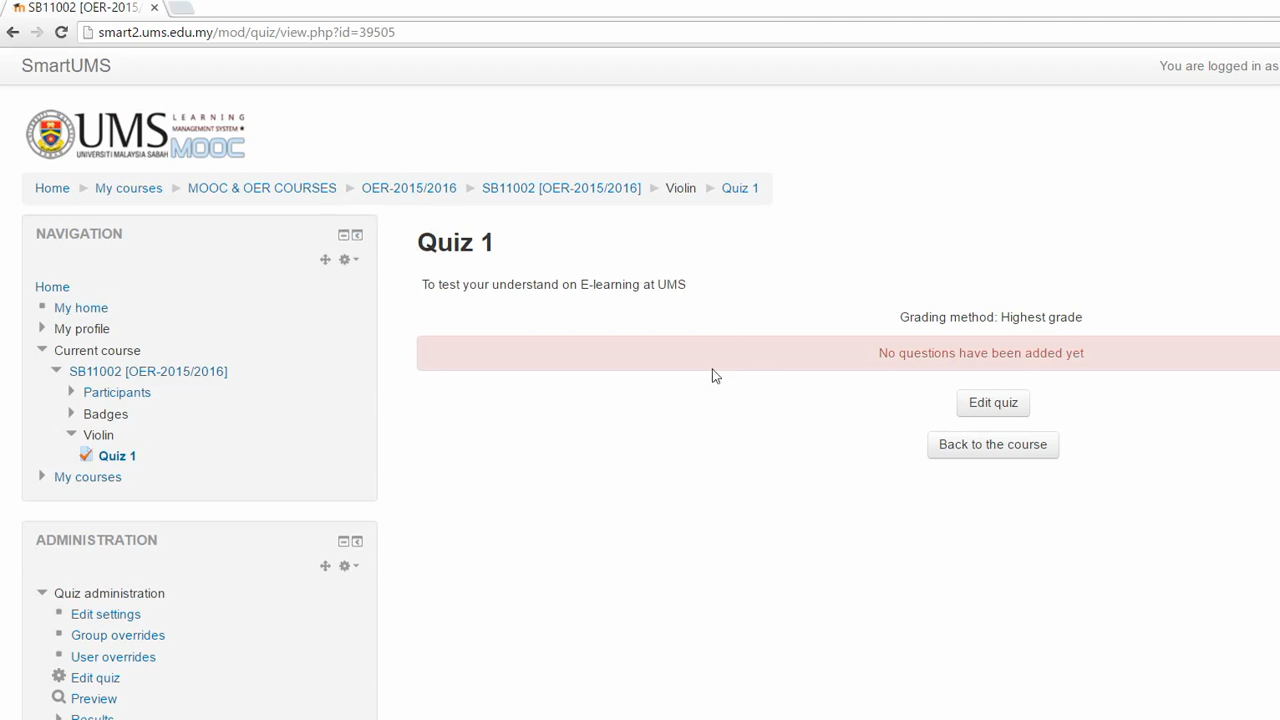 SB11002 [OER-2015/
smart2.ums.edu.my/mod/quiz/view.php?id=39505
SmartUMS
You are logged in as
UMS LEARNING
MANAGEMENT SYSTEM
UNIVERSITI MALAYSIA SABAH MOOC
Home My courses MOOC & OER COURSES OER-2015/2016 SB11002 [OER-2015/2016] Violin Quiz 1
NAVIGATION
Home
My home
My profile
Current course
SB11002 [OER-2015/2016]
Participants
Badges
Violin
Quiz 1
My courses
ADMINISTRATION
Quiz administration
Edit settings
Group overrides
User overrides
Edit quiz
Preview
Results
Quiz 1
To test your understand on E-learning at UMS
Grading method: Highest grade
No questions have been added yet
Edit quiz
Back to the course